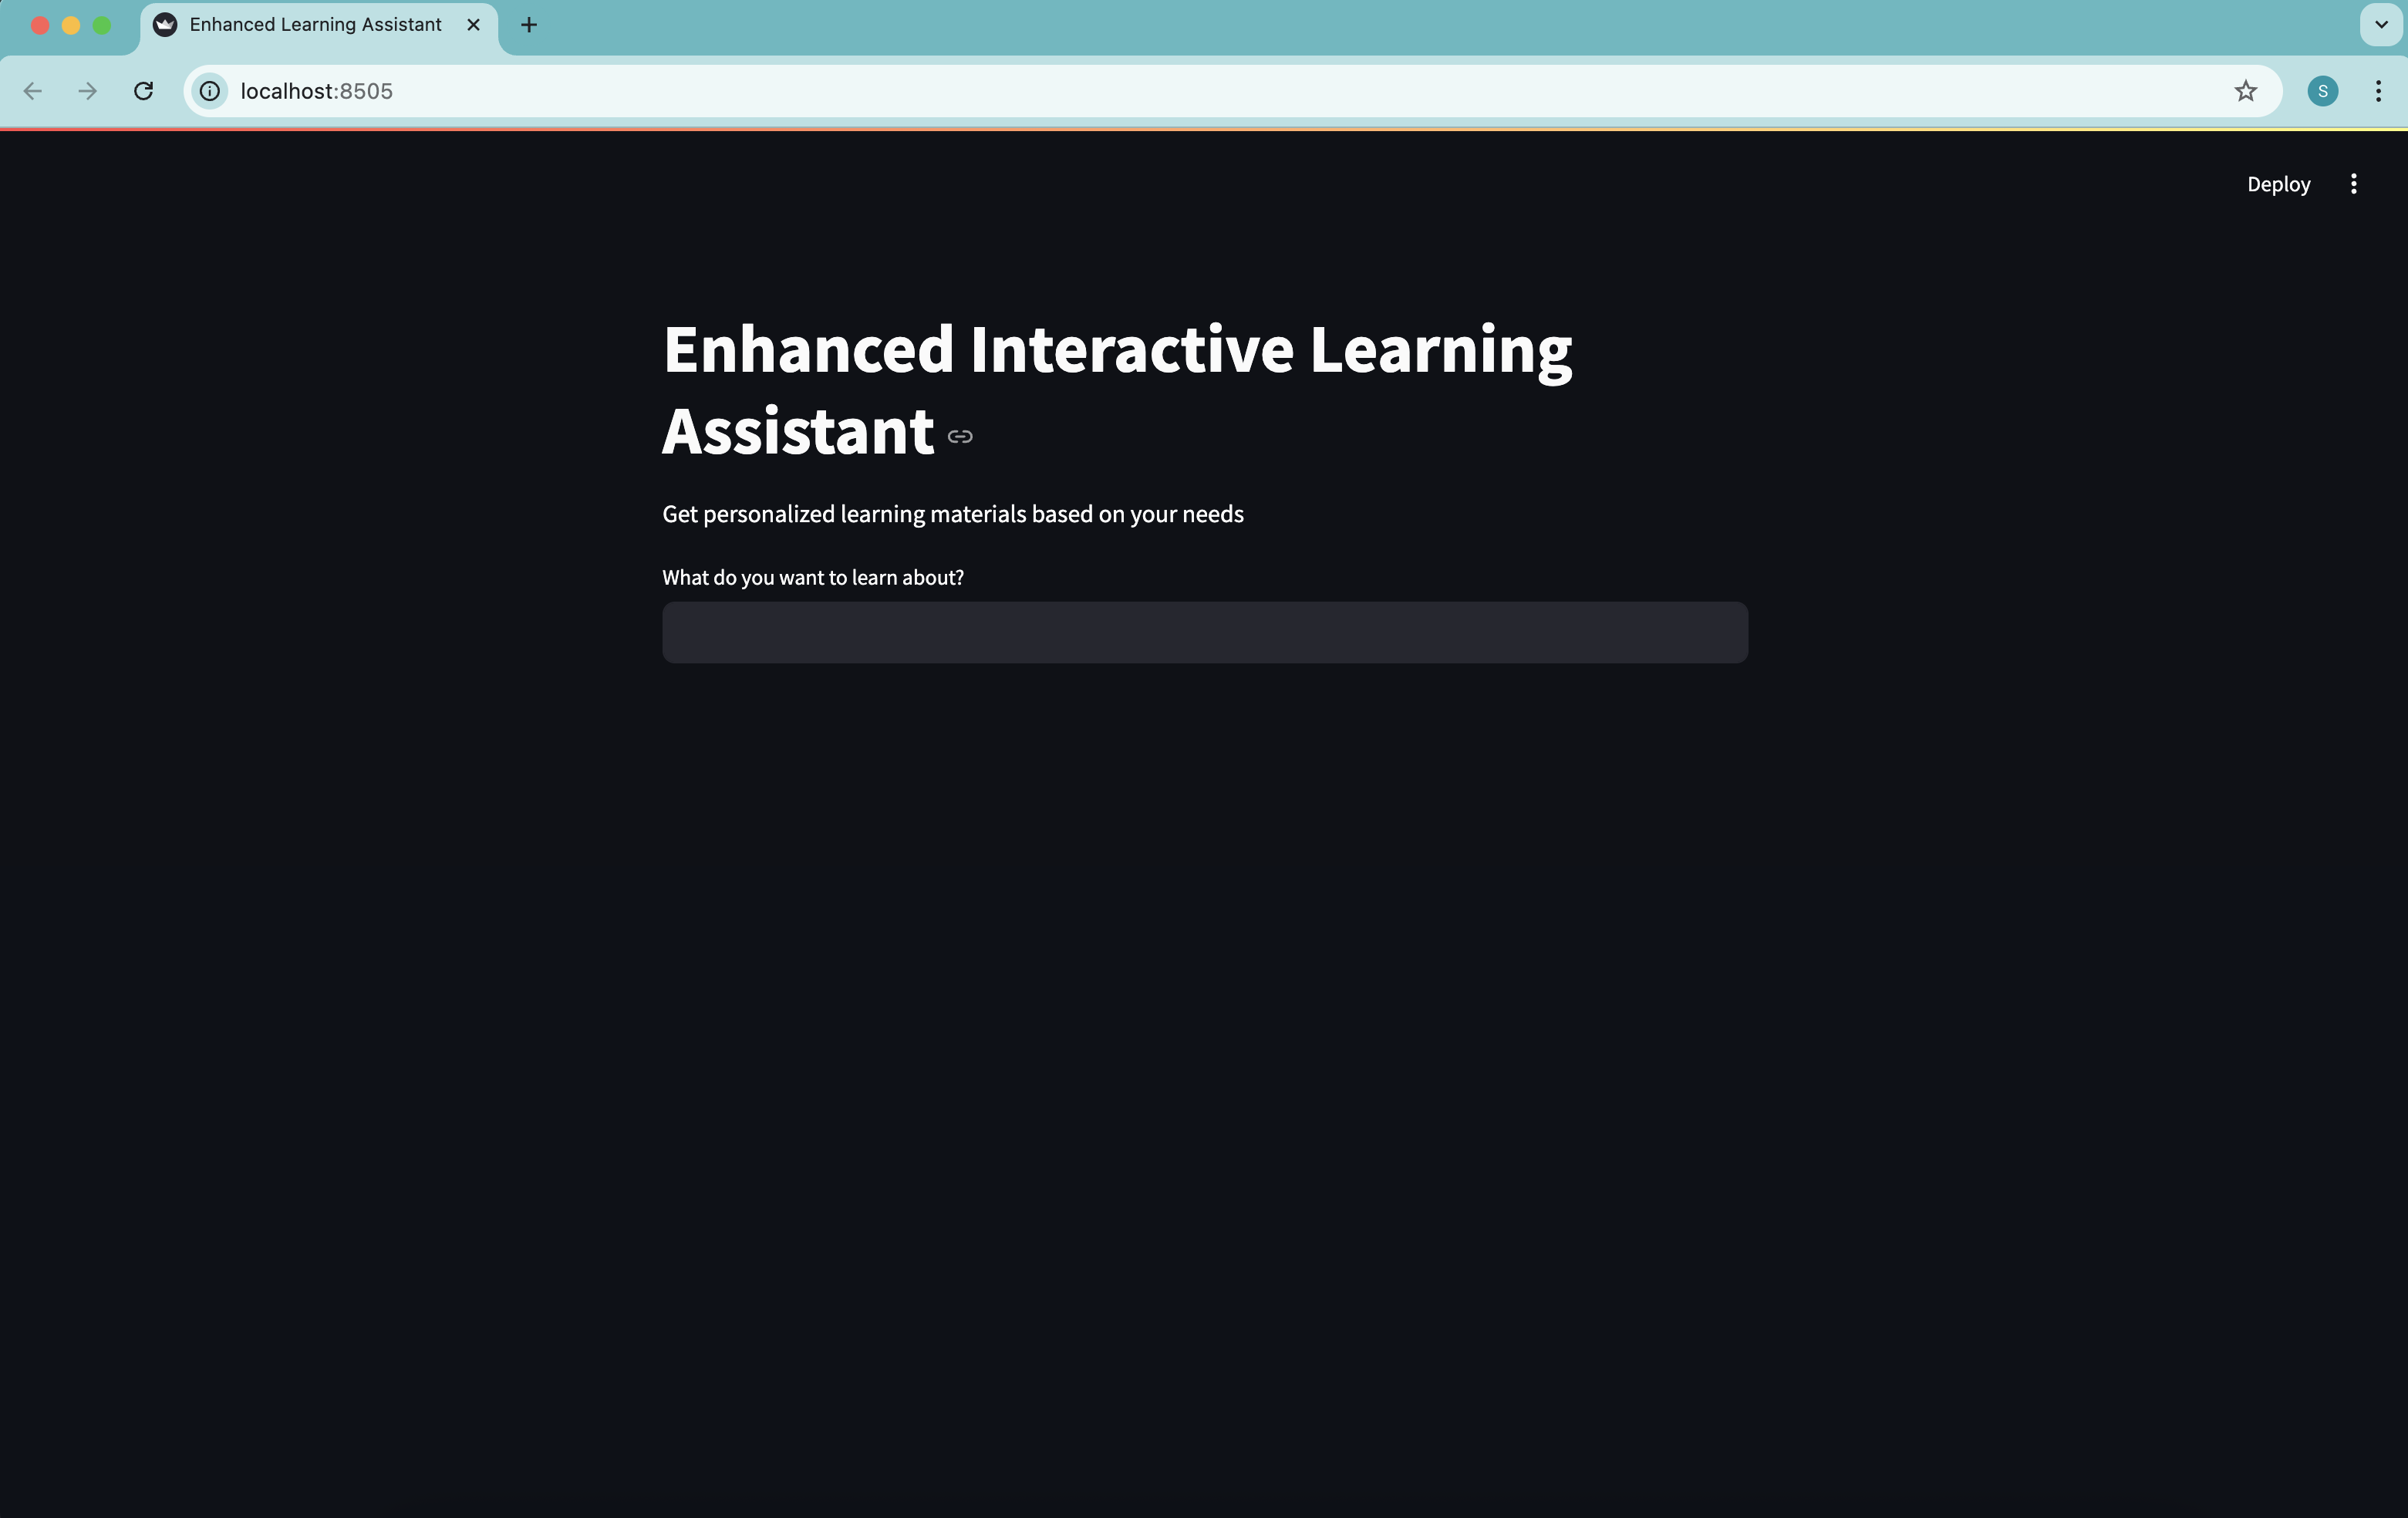 Enhanced Learning Assistant
localhost:8505
S
Deploy
Enhanced Interactive Learning
Assistant
Get personalized learning materials based on your needs
What do you want to learn about?